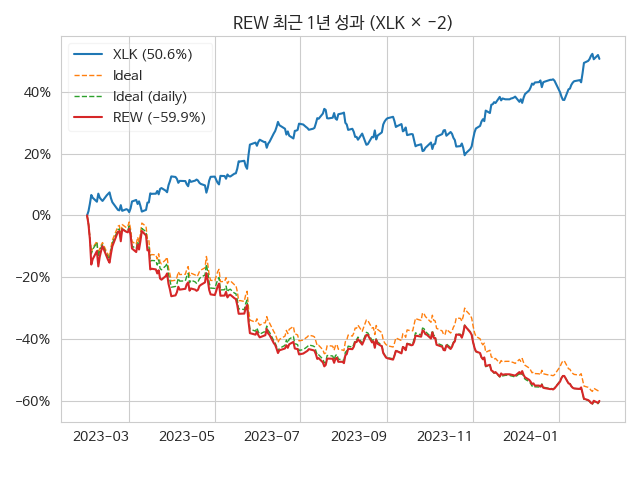 REW 최근 1년 성과 (XLK × −2)
XLK (50.6%)
Ideal
Ideal (daily)
REW (−59.9%)
40%
20%
0%
−20%
−40%
−60%
2023−03 2023−05 2023−07 2023−09 2023−11 2024−01